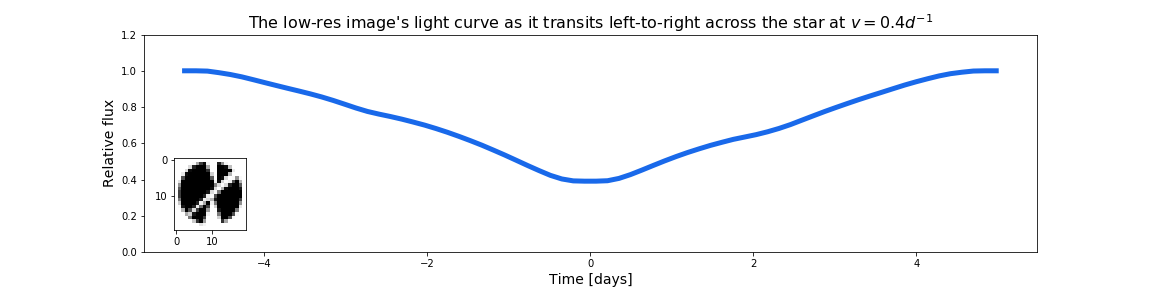 The low-res image's light curve as it transits left-to-right across the star at v = 0.4d⁻¹
1.2
1.0
0.8
0.6
0.4
0.2
0.0
Relative flux
0
10
0 10
−4 −2 0 2 4
Time [days]